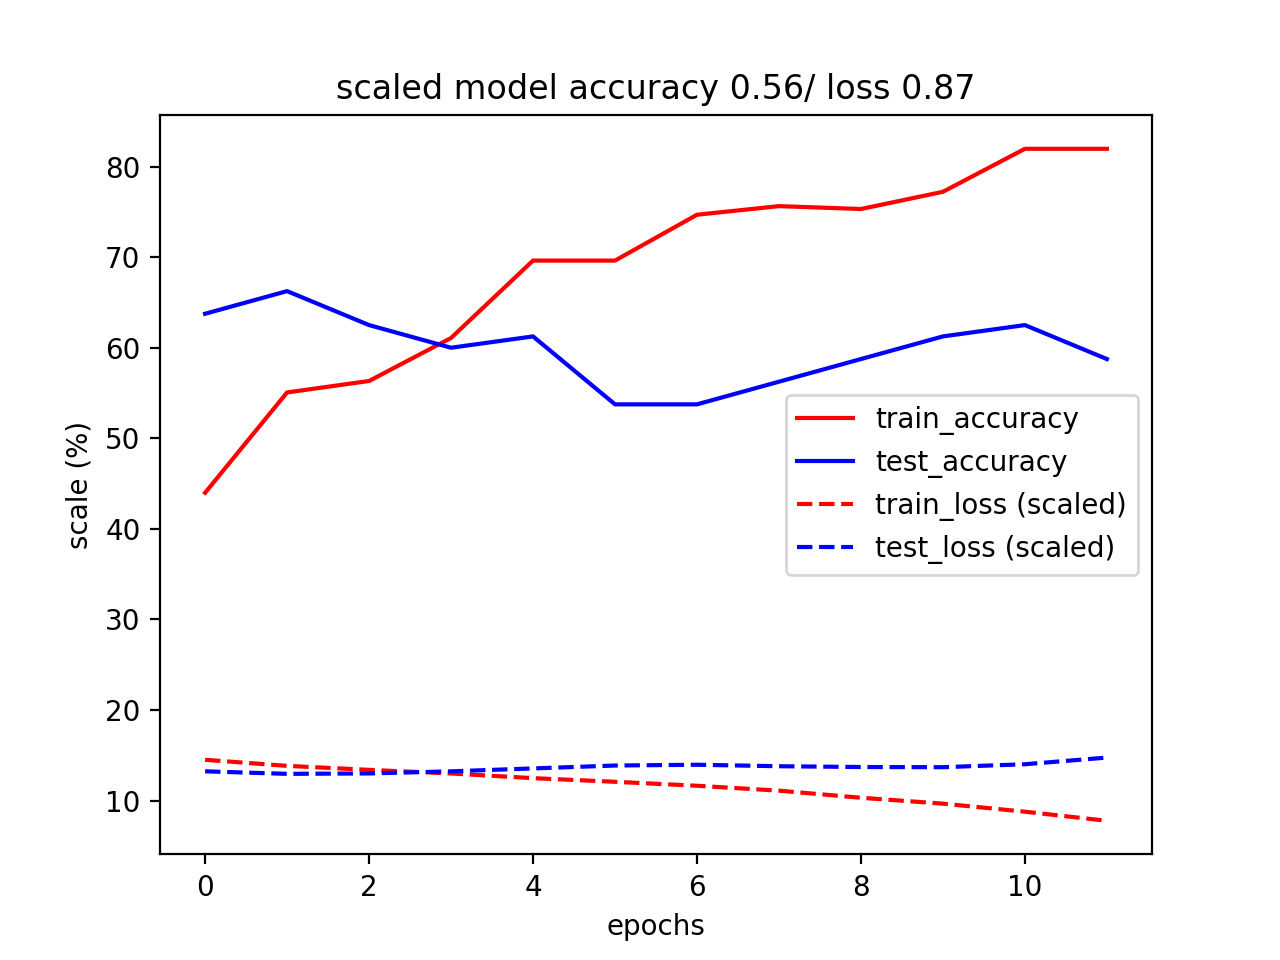 scaled model accuracy 0.56/ loss 0.87
80
70
60
50
40
30
20
10
scale (%)
train_accuracy
test_accuracy
train_loss (scaled)
test_loss (scaled)
0 2 4 6 8 10
epochs